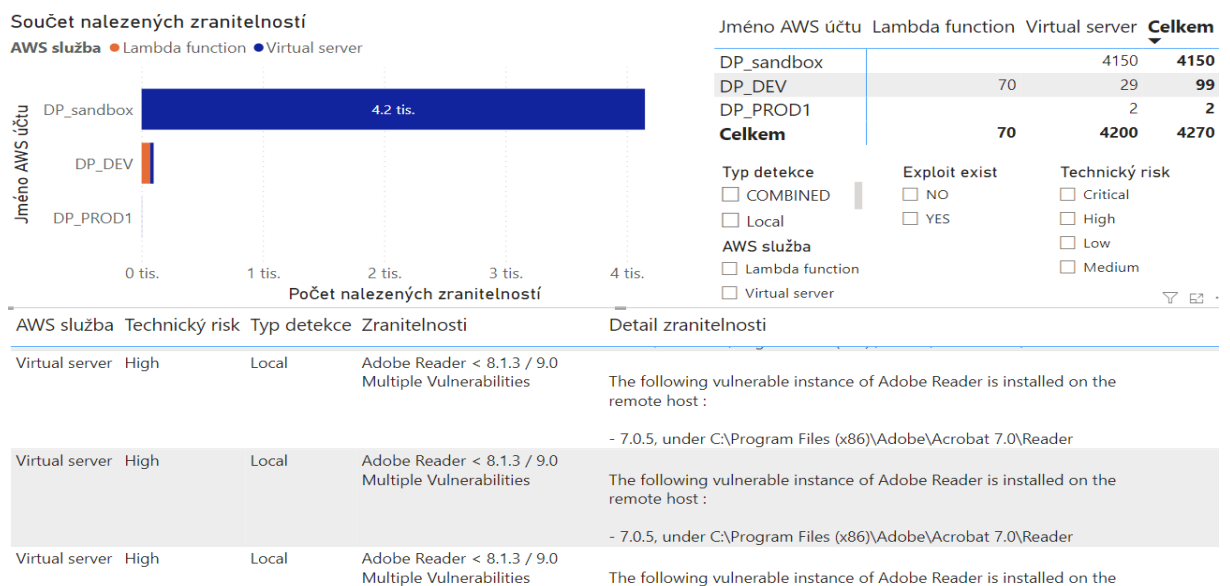 Součet nalezených zranitelností
AWS služba Lambda function Virtual server
Jméno AWS účtu
DP_sandbox
DP_DEV
DP_PROD1
4.2 tis.
0 tis. 1 tis. 2 tis. 3 tis. 4 tis.
Počet nalezených zranitelností
Jméno AWS účtu Lambda function Virtual server Celkem
DP_sandbox 4150 4150
DP_DEV 70 29 99
DP_PROD1 2 2
Celkem 70 4200 4270
Typ detekce
COMBINED
Local
AWS služba
Lambda function
Virtual server
Exploit exist
NO
YES
Technický risk
Critical
High
Low
Medium
AWS služba Technický risk Typ detekce Zranitelnosti Detail zranitelnosti
Virtual server High Local Adobe Reader < 8.1.3 / 9.0
Multiple Vulnerabilities
The following vulnerable instance of Adobe Reader is installed on the
remote host :
- 7.0.5, under C:\Program Files (x86)\Adobe\Acrobat 7.0\Reader
Virtual server High Local Adobe Reader < 8.1.3 / 9.0
Multiple Vulnerabilities
The following vulnerable instance of Adobe Reader is installed on the
remote host :
- 7.0.5, under C:\Program Files (x86)\Adobe\Acrobat 7.0\Reader
Virtual server High Local Adobe Reader < 8.1.3 / 9.0
Multiple Vulnerabilities
The following vulnerable instance of Adobe Reader is installed on the